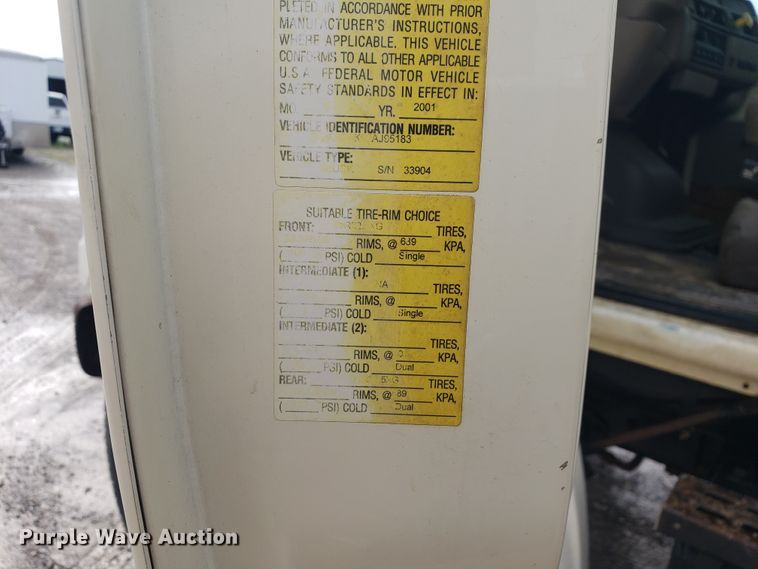 PLETED IN ACCORDANCE WITH PRIOR
MANUFACTURER'S INSTRUCTIONS,
WHERE APPLICABLE. THIS VEHICLE
CONFORMS TO ALL OTHER APPLICABLE
U.S.A. FEDERAL MOTOR VEHICLE
SAFETY STANDARDS IN EFFECT IN:
MO. YR. 2001
VEHICLE IDENTIFICATION NUMBER:
AJ95183
VEHICLE TYPE:
S/N 33904
SUITABLE TIRE-RIM CHOICE
FRONT: TIRES,
RIMS, @ 689 KPA,
( PSI) COLD Single
INTERMEDIATE (1):
TIRES,
RIMS, @ KPA,
( PSI) COLD Single
INTERMEDIATE (2):
TIRES,
RIMS, @ KPA,
( PSI) COLD Dual
REAR: TIRES,
RIMS, @ 89 KPA,
( PSI) COLD Dual
Purple Wave Auction